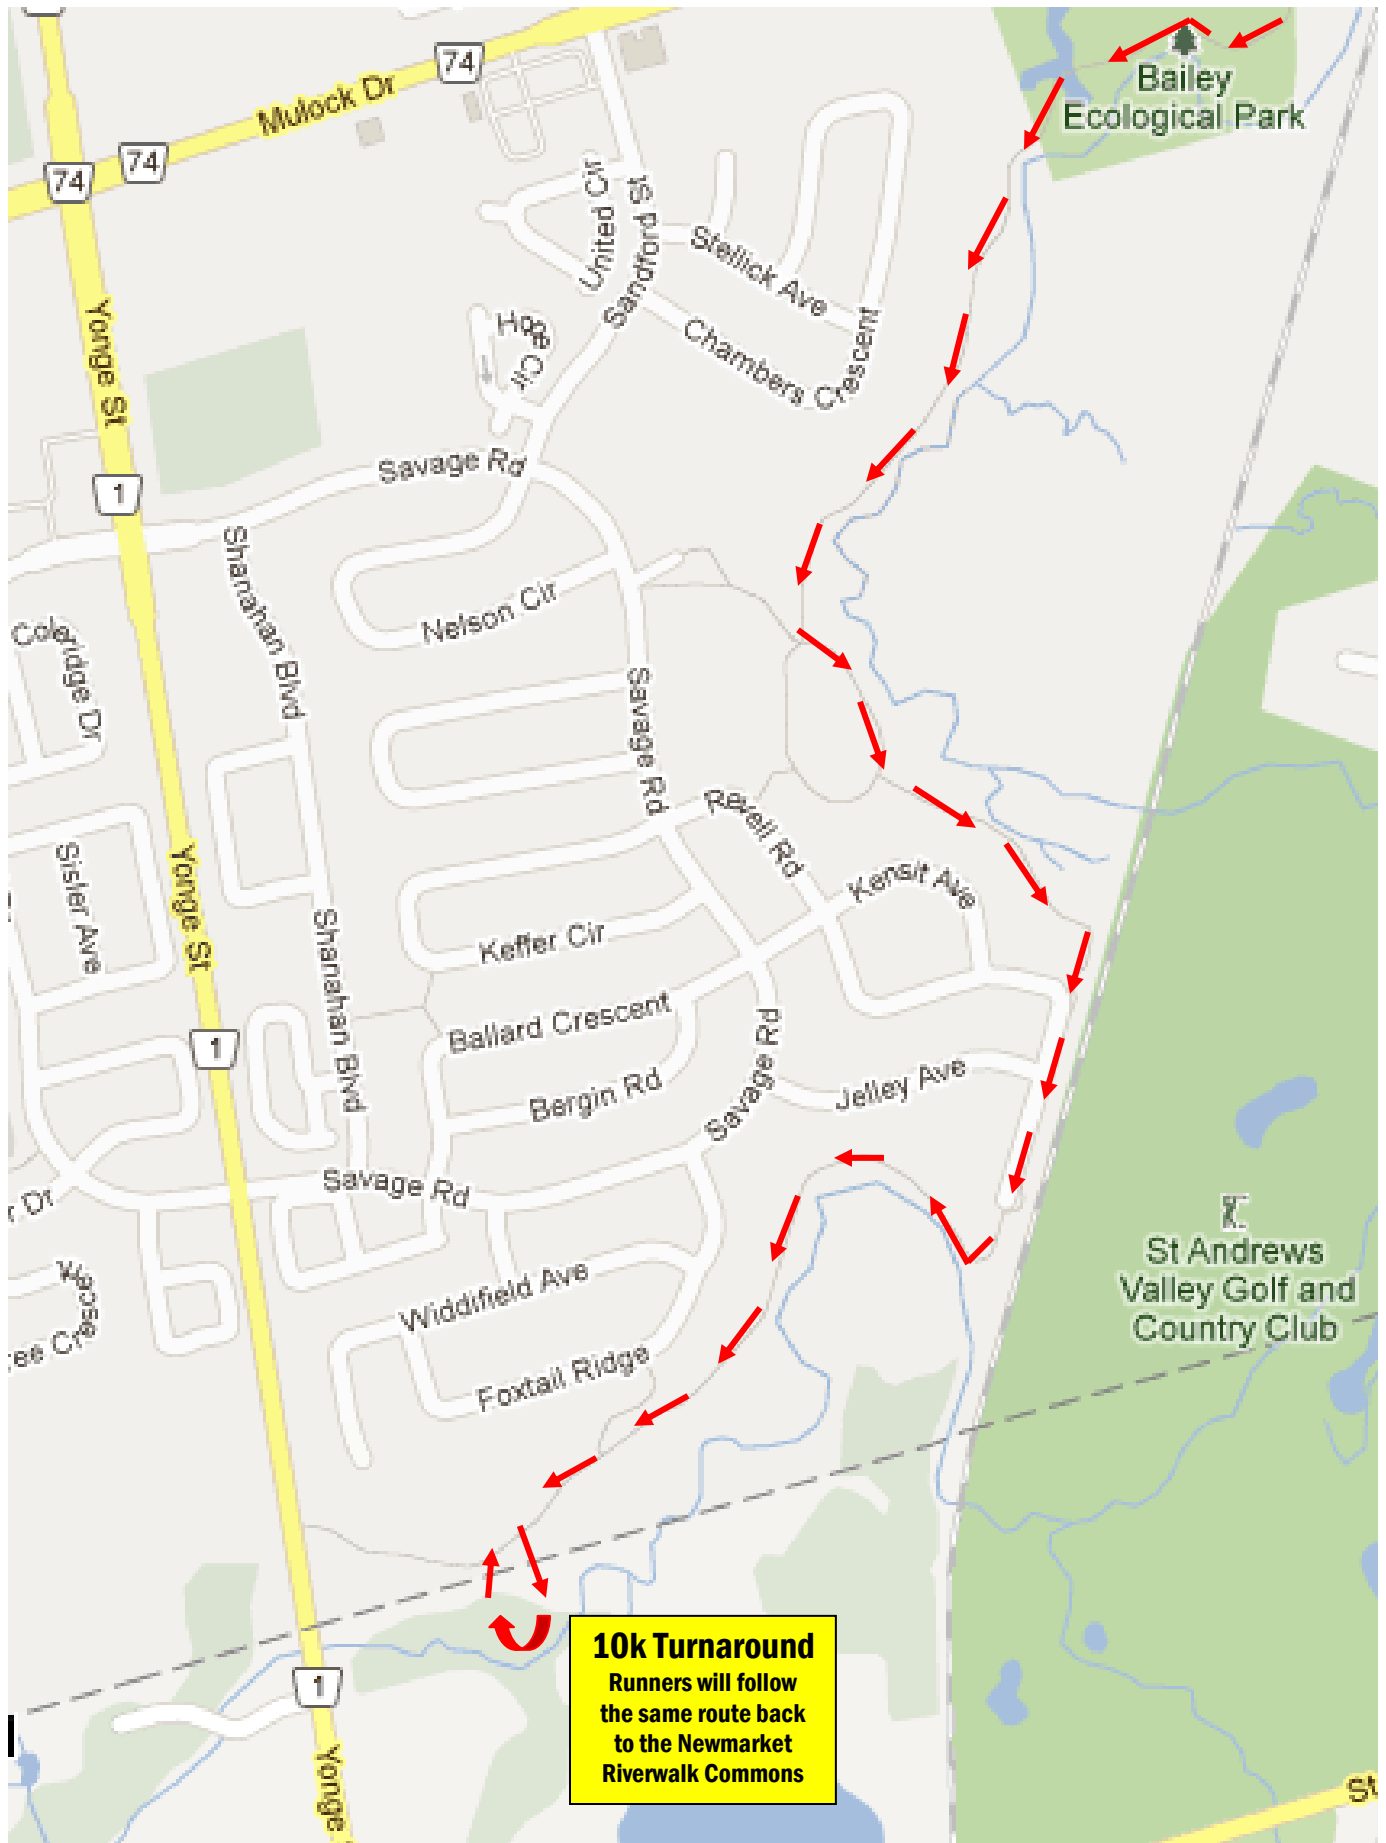 74
Mulock Dr
74
74
Bailey
Ecological Park
United Cir
Sandford St
Stellick Ave
Chambers Crescent
Hoge Cir
Yonge St
1
Savage Rd
Shanahan Blvd
Nelson Cir
Coleridge Dr
Savage Rd
Revell Rd
Kensit Ave
Sisler Ave
Yonge St
Keffer Cir
Shanahan Blvd
Ballard Crescent
1
Bergin Rd
Savage Rd
Jelley Ave
Savage Rd
Dr
St Andrews
Valley Golf and
Country Club
Widdifield Ave
Foxtail Ridge
1
Yonge
10k Turnaround
Runners will follow
the same route back
to the Newmarket
Riverwalk Commons
St